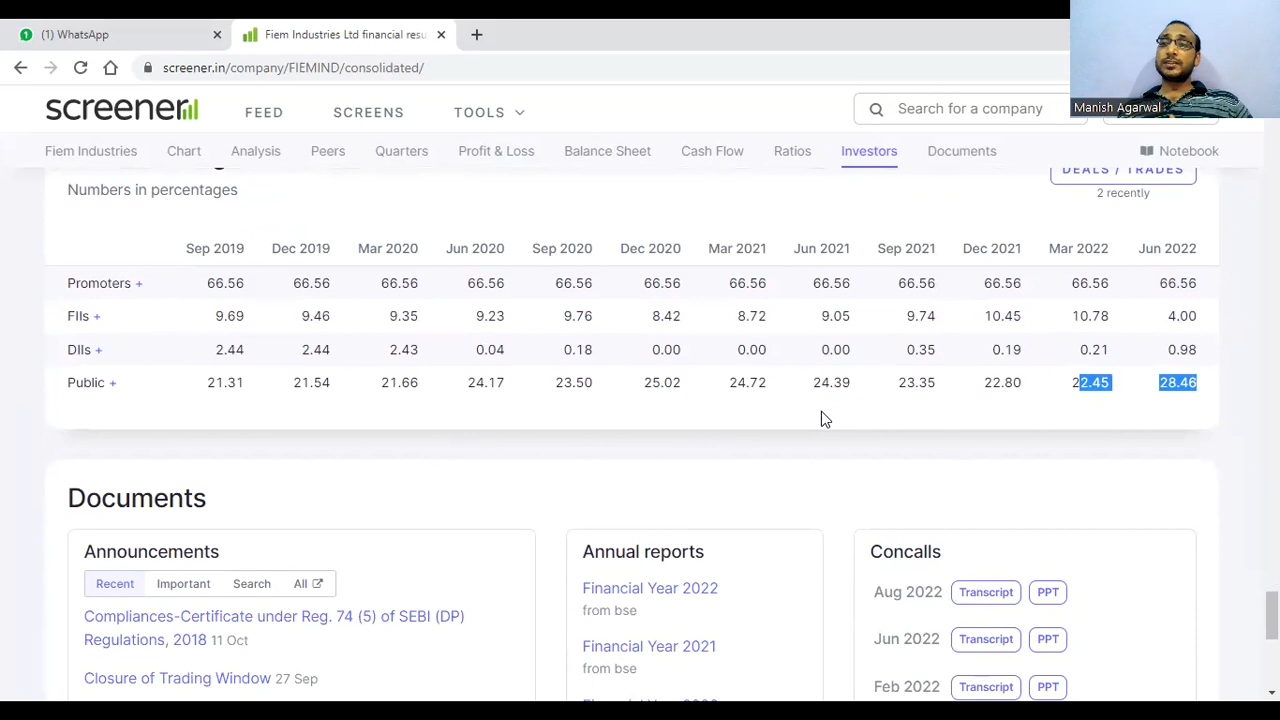 (1) WhatsApp
Fiem Industries Ltd financial resu
screener.in/company/FIEMIND/consolidated/
Manish Agarwal
screener FEED SCREENS TOOLS Search for a company
Fiem Industries Chart Analysis Peers Quarters Profit & Loss Balance Sheet Cash Flow Ratios Investors Documents Notebook
DEALS / TRADES
Numbers in percentages
2 recently
Sep 2019 Dec 2019 Mar 2020 Jun 2020 Sep 2020 Dec 2020 Mar 2021 Jun 2021 Sep 2021 Dec 2021 Mar 2022 Jun 2022
Promoters + 66.56 66.56 66.56 66.56 66.56 66.56 66.56 66.56 66.56 66.56 66.56 66.56
FIIs + 9.69 9.46 9.35 9.23 9.76 8.42 8.72 9.05 9.74 10.45 10.78 4.00
DIIs + 2.44 2.44 2.43 0.04 0.18 0.00 0.00 0.00 0.35 0.19 0.21 0.98
Public + 21.31 21.54 21.66 24.17 23.50 25.02 24.72 24.39 23.35 22.80 22.45 28.46
Documents
Announcements
Recent Important Search All
Compliances-Certificate under Reg. 74 (5) of SEBI (DP)
Regulations, 2018 11 Oct
Closure of Trading Window 27 Sep
Annual reports
Financial Year 2022
from bse
Financial Year 2021
from bse
Concalls
Aug 2022 Transcript PPT
Jun 2022 Transcript PPT
Feb 2022 Transcript PPT